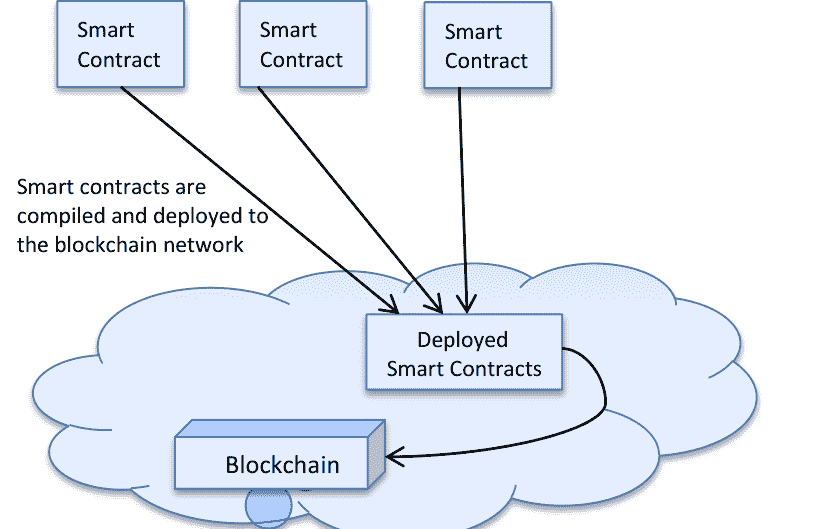 Smart
Contract
Smart
Contract
Smart
Contract
Smart contracts are
compiled and deployed to
the blockchain network
Deployed
Smart Contracts
Blockchain